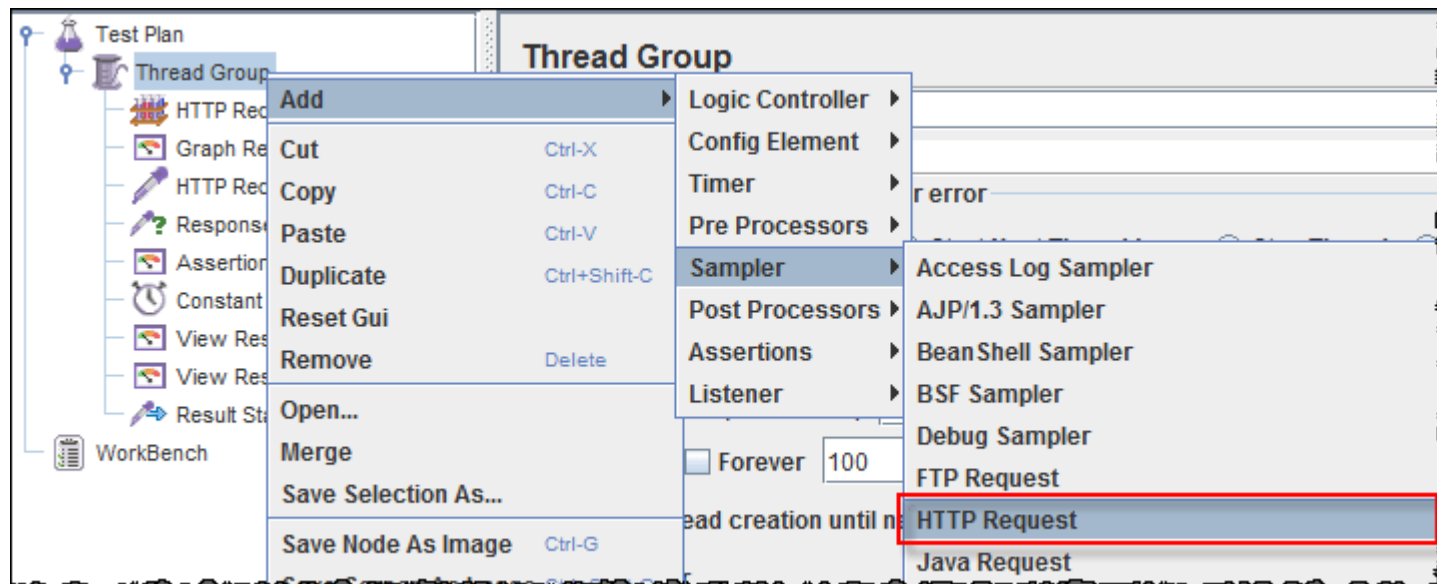 Test Plan
Thread Group
HTTP Req
Graph Re
HTTP Req
Response
Assertion
Constant
View Res
View Res
Result Sta
WorkBench
Thread Group
r error
Forever 100
ead creation until n
Add
Cut Ctrl-X
Copy Ctrl-C
Paste Ctrl-V
Duplicate Ctrl+Shift-C
Reset Gui
Remove Delete
Open...
Merge
Save Selection As...
Save Node As Image Ctrl-G
Logic Controller
Config Element
Timer
Pre Processors
Sampler
Post Processors
Assertions
Listener
Access Log Sampler
AJP/1.3 Sampler
BeanShell Sampler
BSF Sampler
Debug Sampler
FTP Request
HTTP Request
Java Request